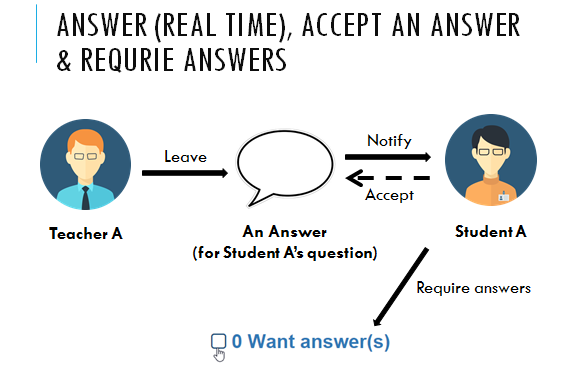 ANSWER (REAL TIME), ACCEPT AN ANSWER
& REQURIE ANSWERS
Leave
Notify
Accept
Teacher A
An Answer
(for Student A's question)
Student A
Require answers
0 Want answer(s)